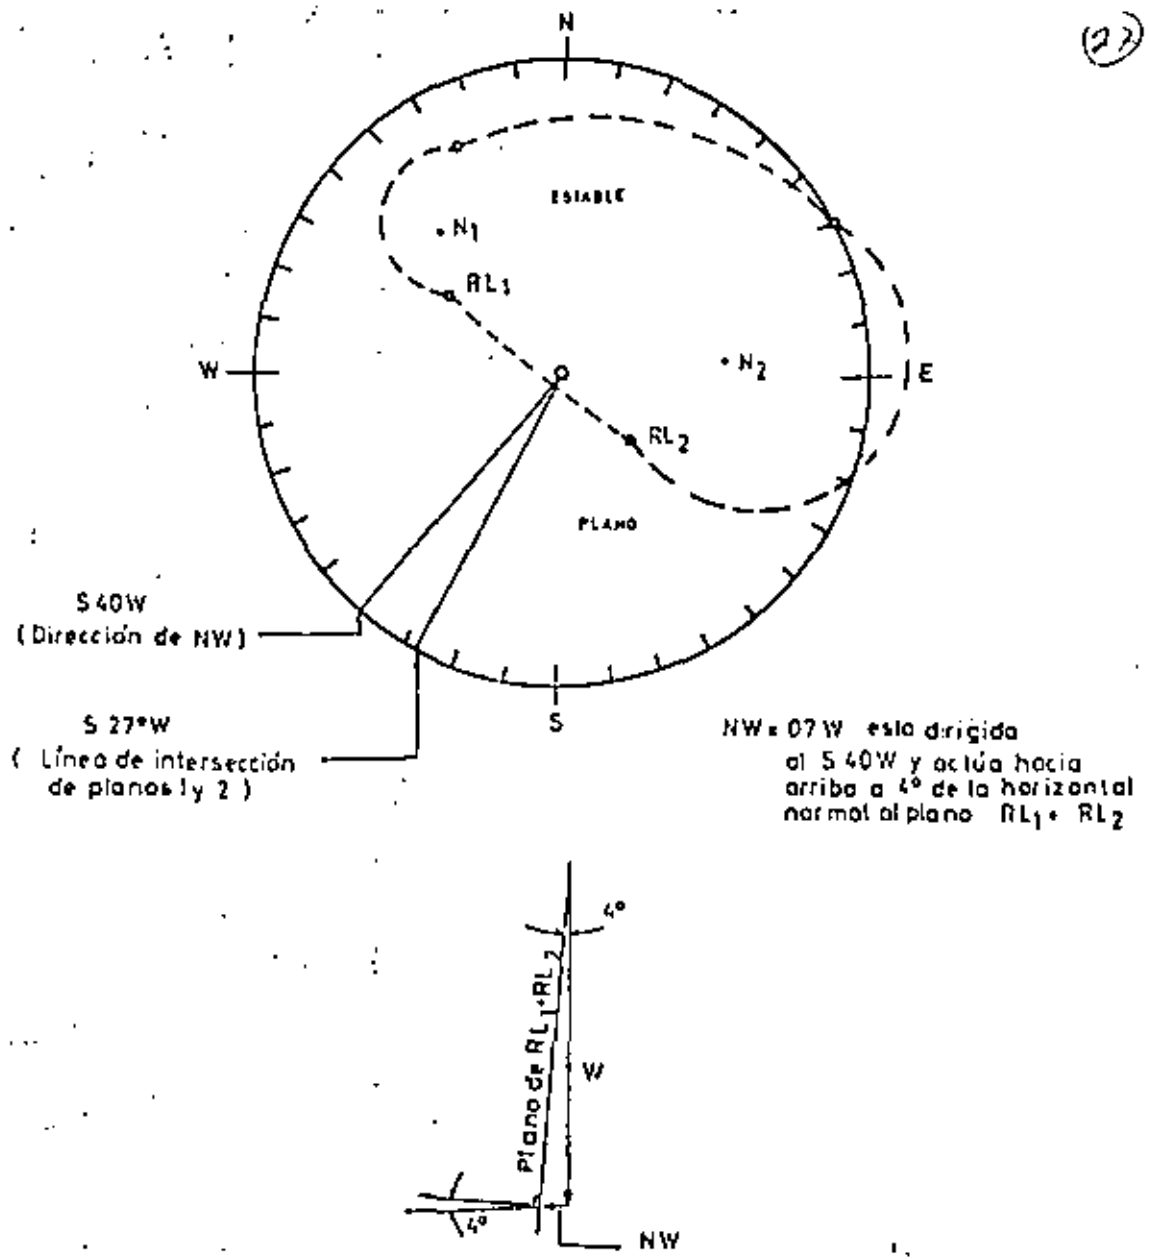 N
27
ESTABLE
N1
RL1
W
O
N2
E
RL2
PLANO
S 40W
(Dirección de NW)
S
S 27°W
( Línea de intersección
de planos 1 y 2 )
NW = 07 W esta dirigida
al S 40W y actúa hacia
arriba a 4° de la horizontal
normal al plano RL1 + RL2
4°
Plano de RL1+RL2
W
4°
NW